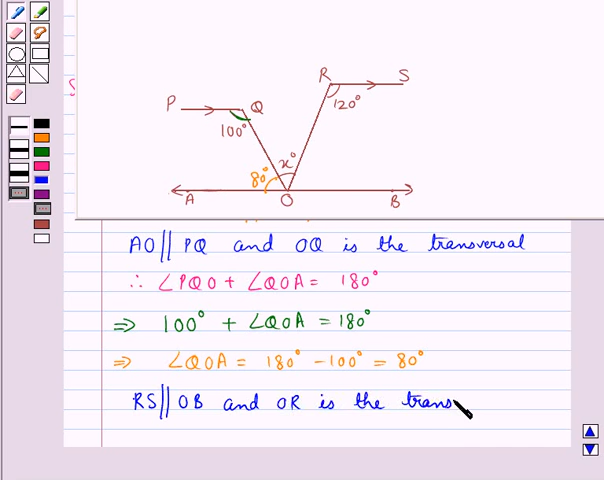 R S
P Q 120°
100° x°
80°
A O B
AO || PQ and OQ is the transversal
∴ ∠PQO + ∠QOA = 180°
⇒ 100° + ∠QOA = 180°
⇒ ∠QOA = 180° - 100° = 80°
RS || OB and OR is the trans